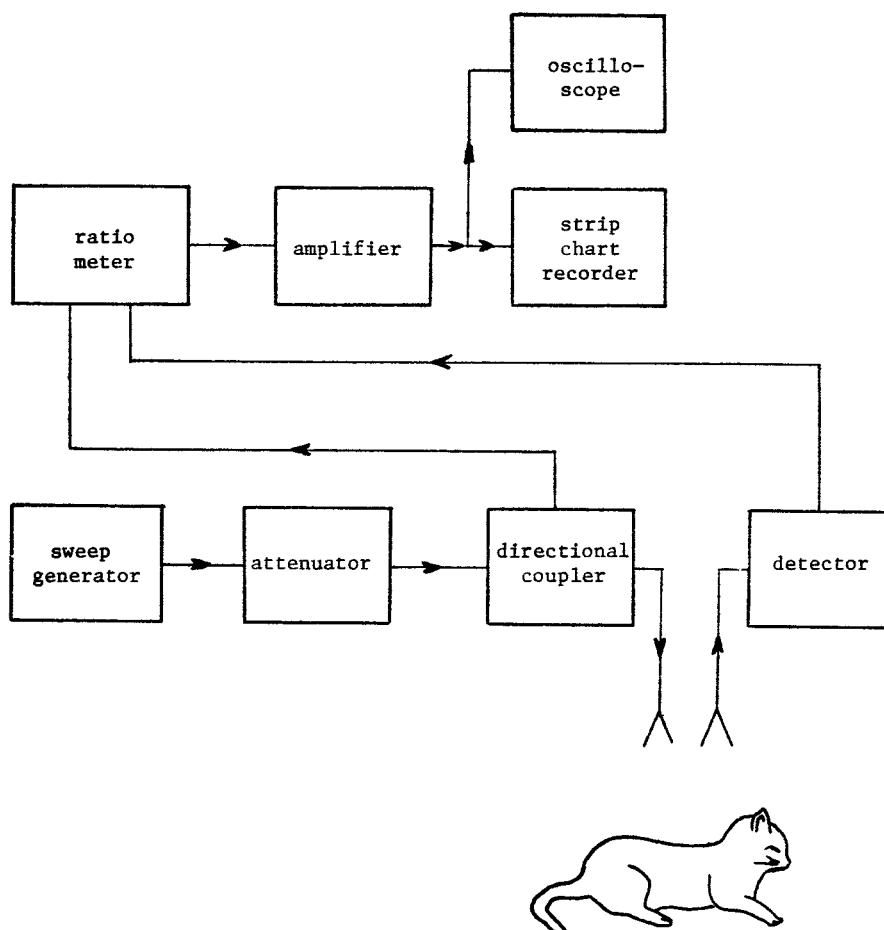 oscillo-
scope
ratio
meter
amplifier
strip
chart
recorder
sweep
generator
attenuator
directional
coupler
detector